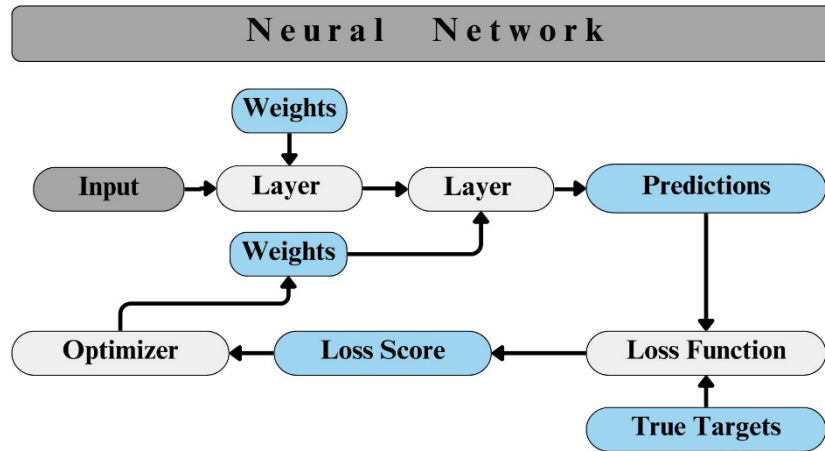 Neural Network
Weights
Input
Layer
Layer
Predictions
Weights
Optimizer
Loss Score
Loss Function
True Targets